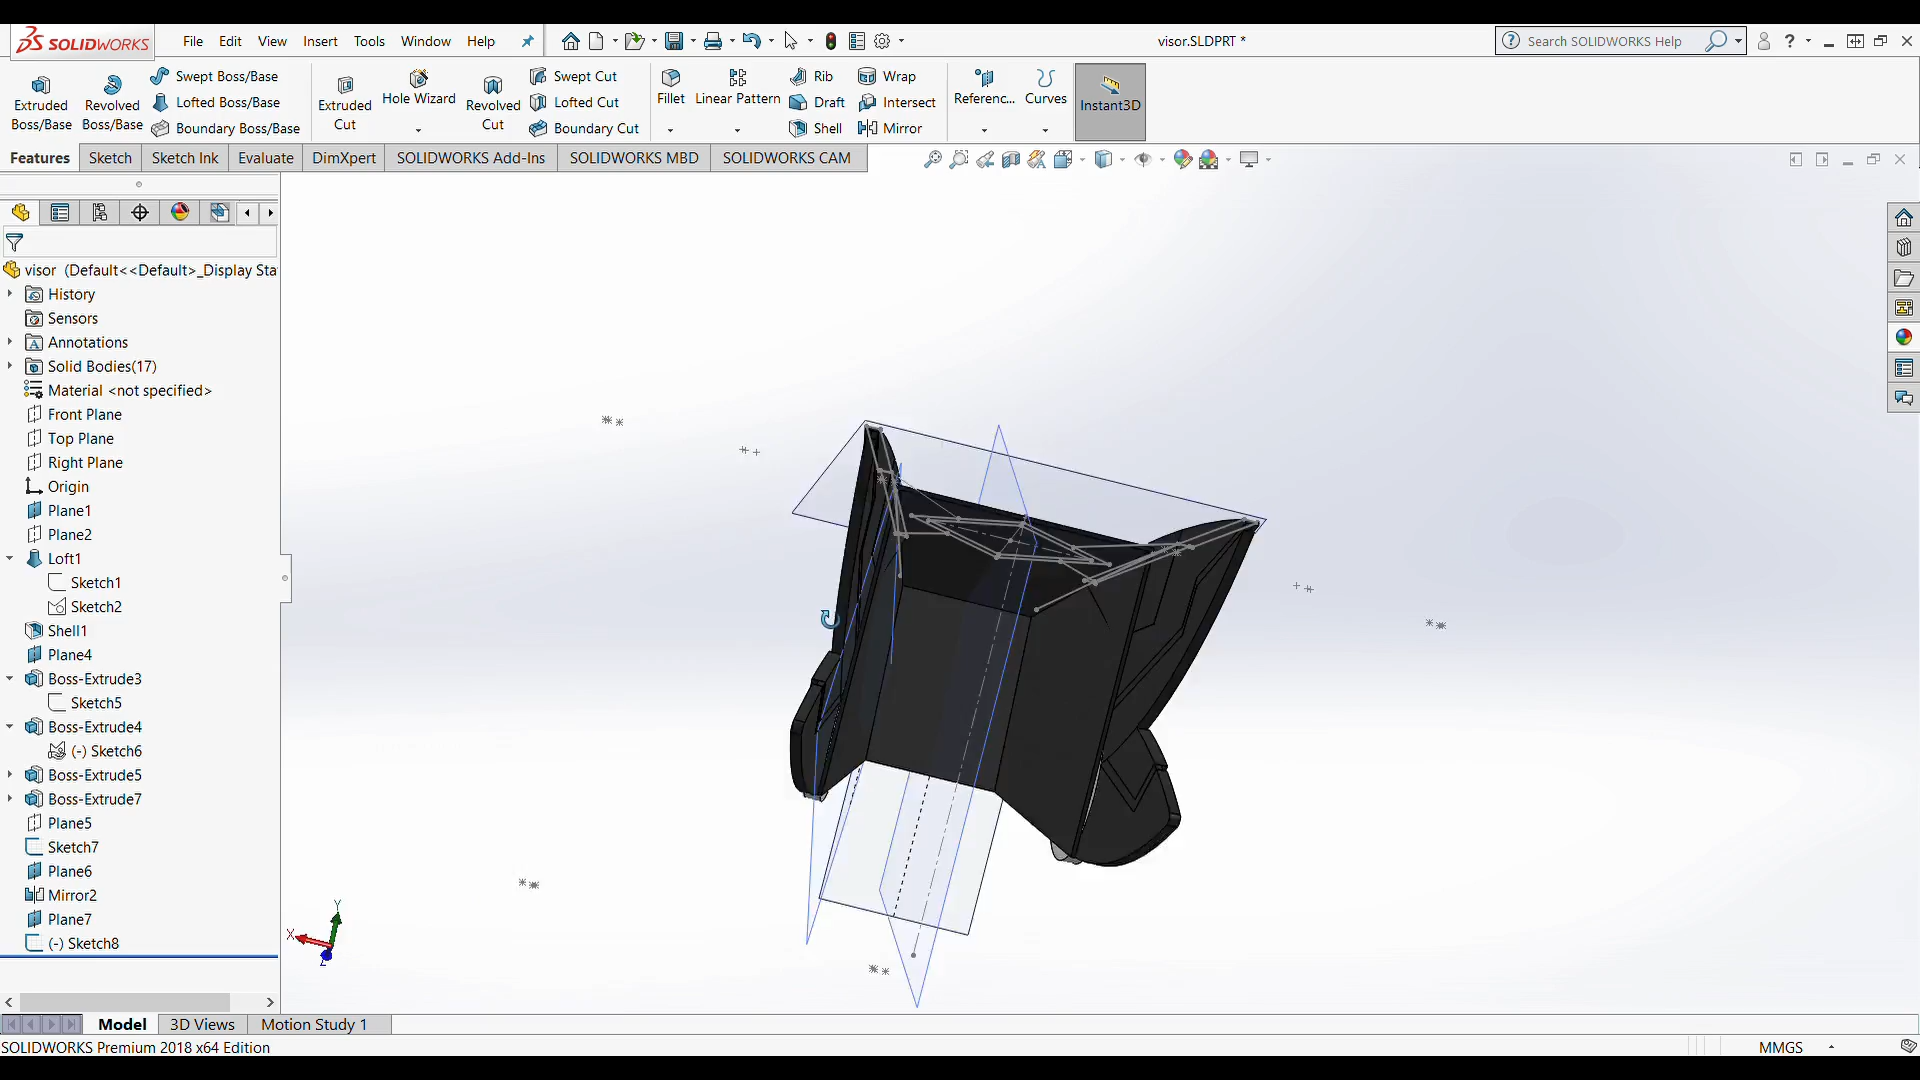 SOLIDWORKS File Edit View Insert Tools Window Help visor.SLDPRT * Search SOLIDWORKS Help ?
Extruded Boss/Base
Revolved Boss/Base
Swept Boss/Base
Lofted Boss/Base
Boundary Boss/Base
Extruded Cut
Hole Wizard
Revolved Cut
Swept Cut
Lofted Cut
Boundary Cut
Fillet
Linear Pattern
Rib
Draft
Shell
Wrap
Intersect
Mirror
Referenc...
Curves
Instant3D
Features Sketch Sketch Ink Evaluate DimXpert SOLIDWORKS Add-Ins SOLIDWORKS MBD SOLIDWORKS CAM
visor (Default<<Default>_Display Sta
History
Sensors
Annotations
Solid Bodies(17)
Material <not specified>
Front Plane
Top Plane
Right Plane
Origin
Plane1
Plane2
Loft1
Sketch1
Sketch2
Shell1
Plane4
Boss-Extrude3
Sketch5
Boss-Extrude4
(-) Sketch6
Boss-Extrude5
Boss-Extrude7
Plane5
Sketch7
Plane6
Mirror2
Plane7
(-) Sketch8
Y
X
Z
Model 3D Views Motion Study 1
SOLIDWORKS Premium 2018 x64 Edition MMGS